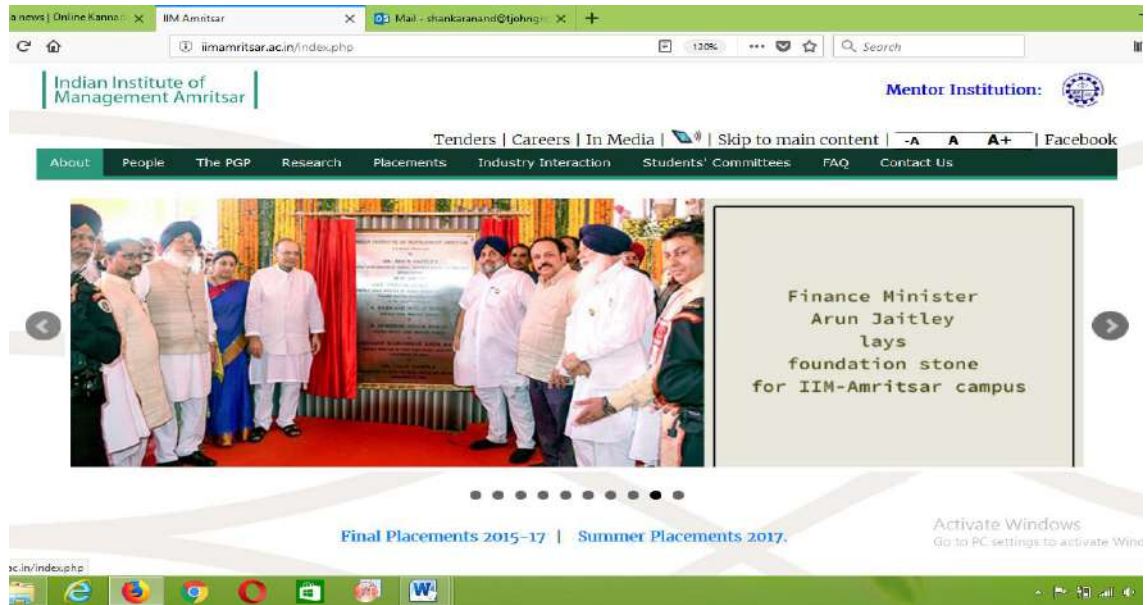 a news | Online Kannad
IIM Amritsar
Mail - shankaranand@tjohngr
iimamritsar.ac.in/index.php
120%
Search
Indian Institute of
Management Amritsar
Mentor Institution:
Tenders | Careers | In Media | | Skip to main content | -A A A+ | Facebook
About People The PGP Research Placements Industry Interaction Students' Committees FAQ Contact Us
Finance Minister
Arun Jaitley
lays
foundation stone
for IIM-Amritsar campus
Final Placements 2015-17 | Summer Placements 2017.
Activate Windows
Go to PC settings to activate Wind
ac.in/index.php